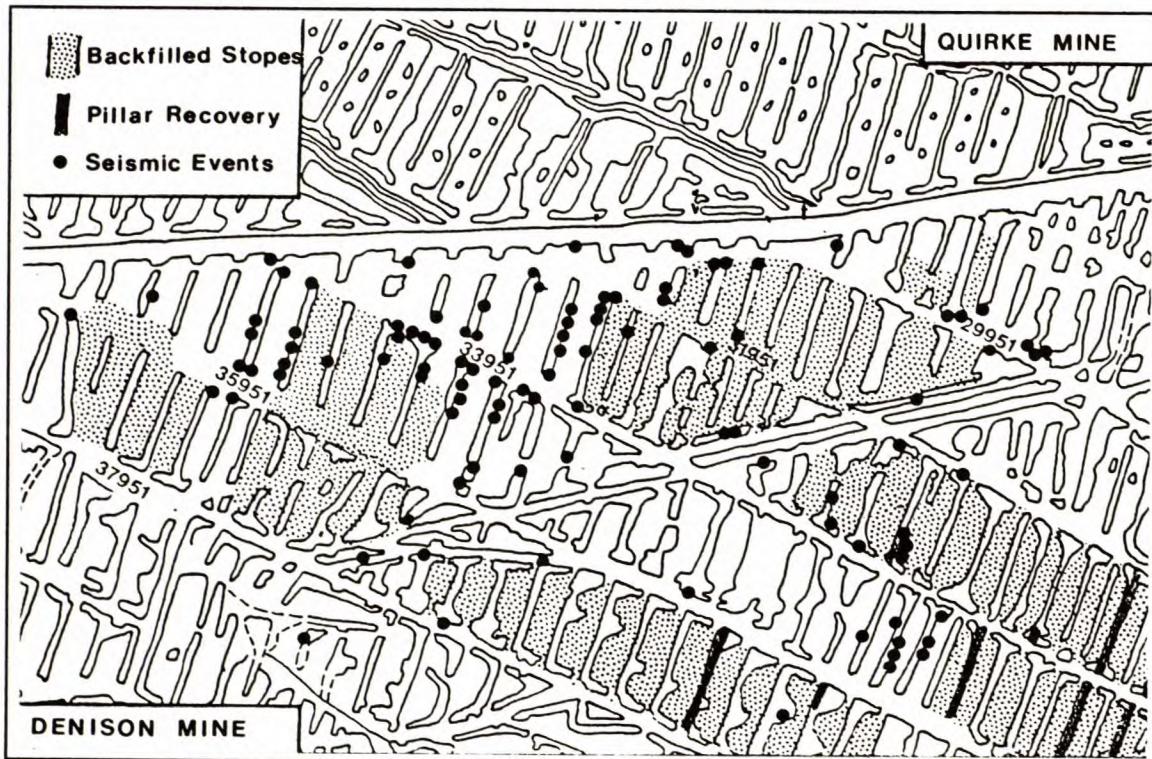 QUIRKE MINE
Backfilled Stopes
Pillar Recovery
Seismic Events
29951
33951
35951
37951
DENISON MINE